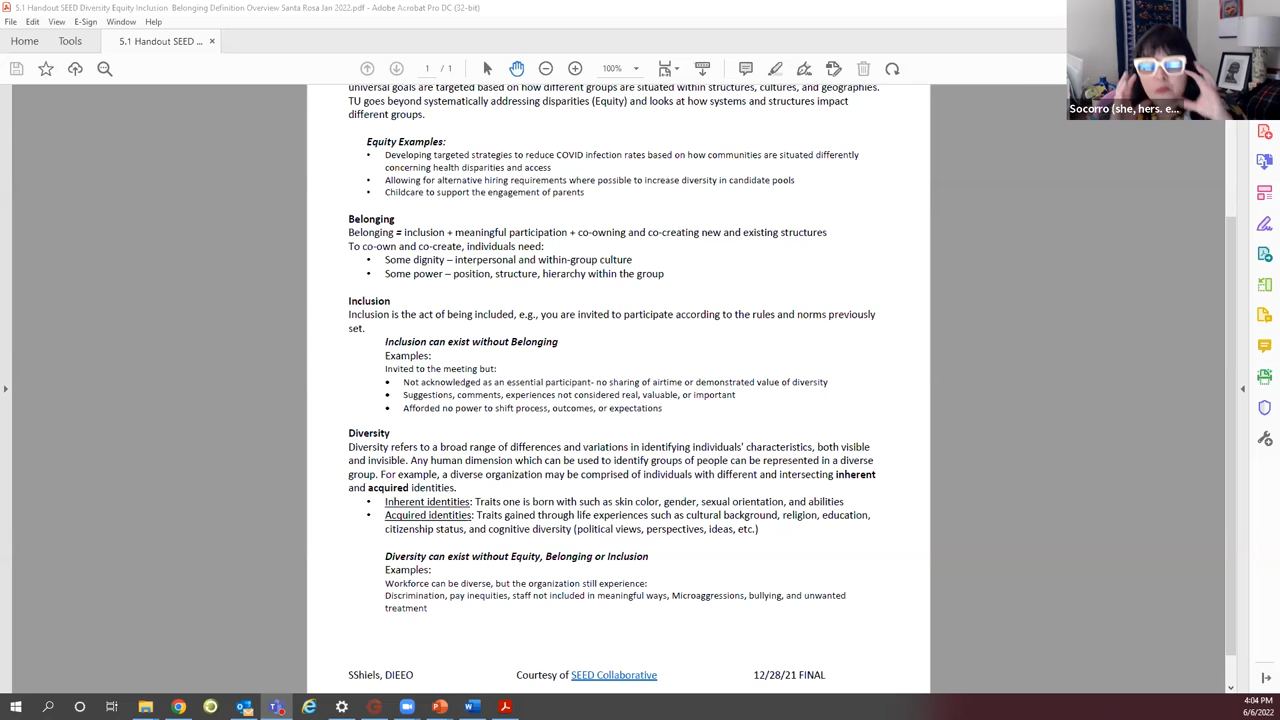 5.1 Handout SEED Diversity Equity Inclusion Belonging Definition Overview Santa Rosa Jan 2022.pdf - Adobe Acrobat Pro DC (32-bit)
File Edit View E-Sign Window Help
Home Tools 5.1 Handout SEED ... ×
1 / 1 100%
Socorro (she, hers. e...
universal goals are targeted based on how different groups are situated within structures, cultures, and geographies.
TU goes beyond systematically addressing disparities (Equity) and looks at how systems and structures impact
different groups.
Equity Examples:
• Developing targeted strategies to reduce COVID infection rates based on how communities are situated differently
concerning health disparities and access
• Allowing for alternative hiring requirements where possible to increase diversity in candidate pools
• Childcare to support the engagement of parents
Belonging
Belonging = inclusion + meaningful participation + co-owning and co-creating new and existing structures
To co-own and co-create, individuals need:
• Some dignity – interpersonal and within-group culture
• Some power – position, structure, hierarchy within the group
Inclusion
Inclusion is the act of being included, e.g., you are invited to participate according to the rules and norms previously
set.
Inclusion can exist without Belonging
Examples:
Invited to the meeting but:
• Not acknowledged as an essential participant- no sharing of airtime or demonstrated value of diversity
• Suggestions, comments, experiences not considered real, valuable, or important
• Afforded no power to shift process, outcomes, or expectations
Diversity
Diversity refers to a broad range of differences and variations in identifying individuals' characteristics, both visible
and invisible. Any human dimension which can be used to identify groups of people can be represented in a diverse
group. For example, a diverse organization may be comprised of individuals with different and intersecting inherent
and acquired identities.
• Inherent identities: Traits one is born with such as skin color, gender, sexual orientation, and abilities
• Acquired identities: Traits gained through life experiences such as cultural background, religion, education,
citizenship status, and cognitive diversity (political views, perspectives, ideas, etc.)
Diversity can exist without Equity, Belonging or Inclusion
Examples:
Workforce can be diverse, but the organization still experience:
Discrimination, pay inequities, staff not included in meaningful ways, Microaggressions, bullying, and unwanted
treatment
SShiels, DIEEO Courtesy of SEED Collaborative 12/28/21 FINAL
4:04 PM
6/6/2022